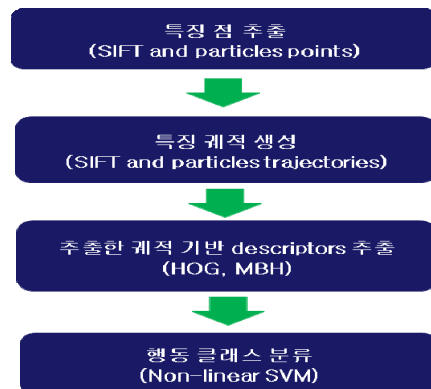 특징 점 추출
(SIFT and particles points)
특징 궤적 생성
(SIFT and particles trajectories)
추출한 궤적 기반 descriptors 추출
(HOG, MBH)
행동 클래스 분류
(Non-linear SVM)